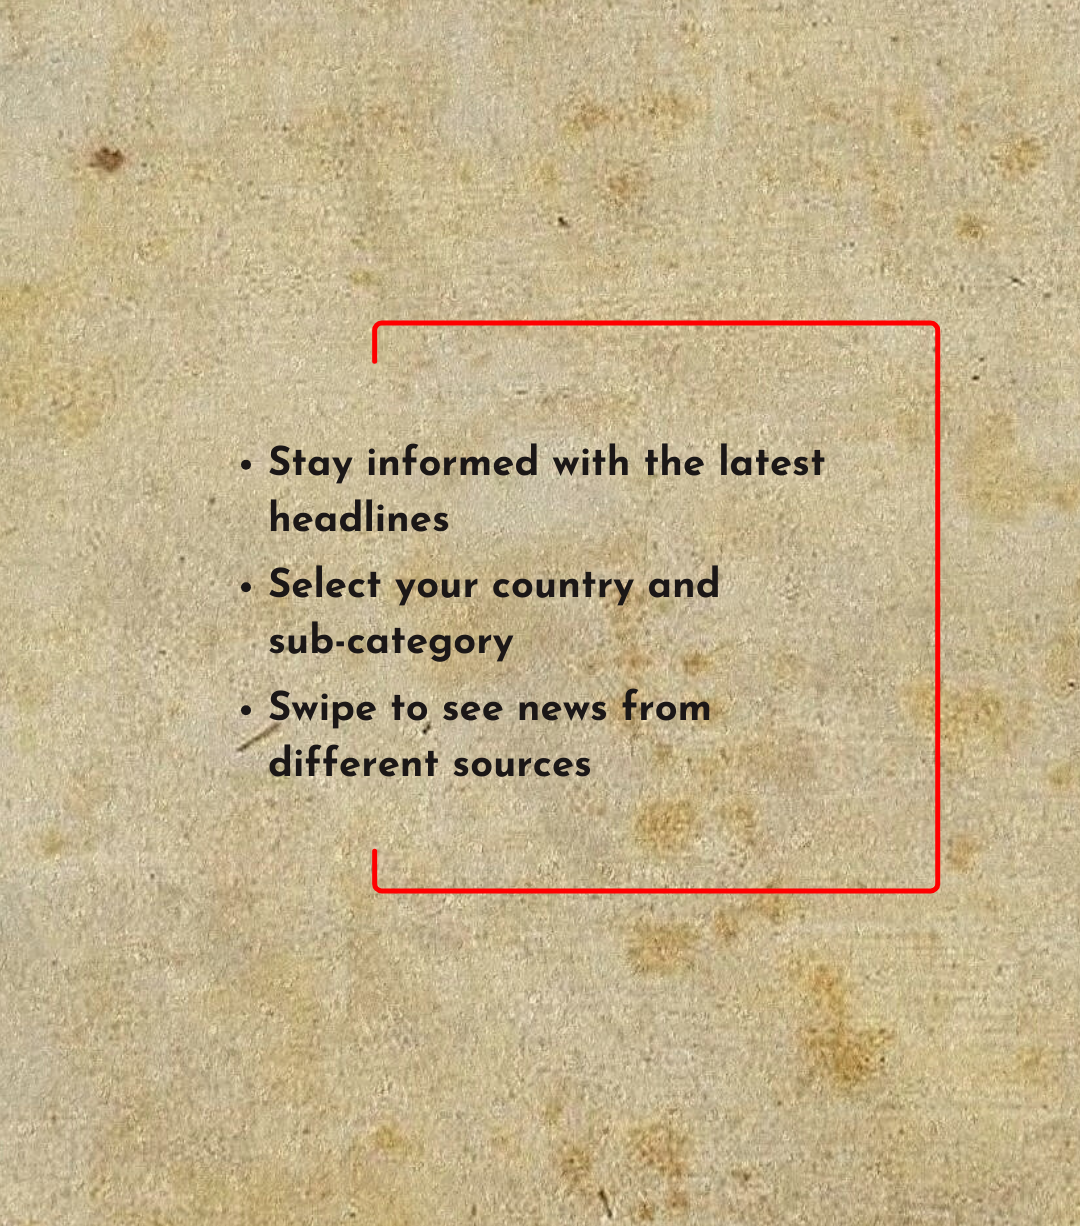 • Stay informed with the latest
headlines
• Select your country and
sub-category
• Swipe to see news from
different sources